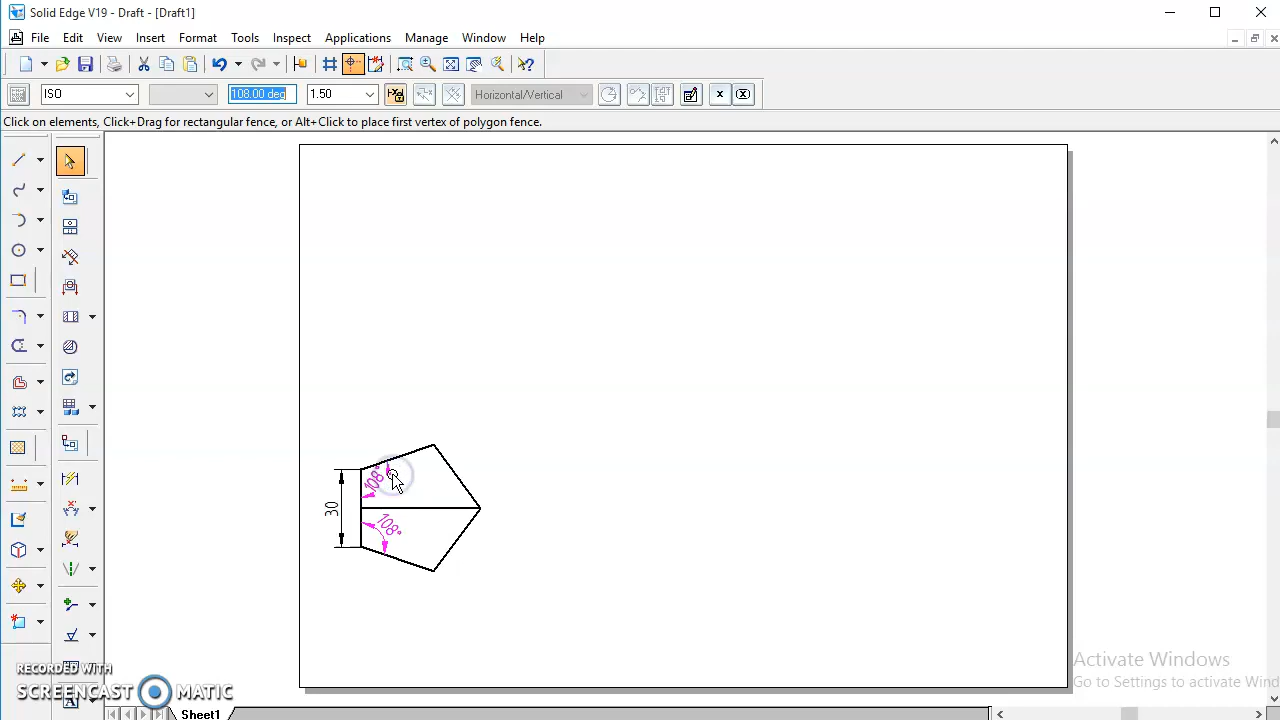 Solid Edge V19 - Draft - [Draft1]
File Edit View Insert Format Tools Inspect Applications Manage Window Help
ISO 108.00 deg 1.50 Horizontal/Vertical
Click on elements, Click+Drag for rectangular fence, or Alt+Click to place first vertex of polygon fence.
108°
30
108°
Activate Windows
Go to Settings to activate Wind
RECORDED WITH
SCREENCAST MATIC
A
Sheet1